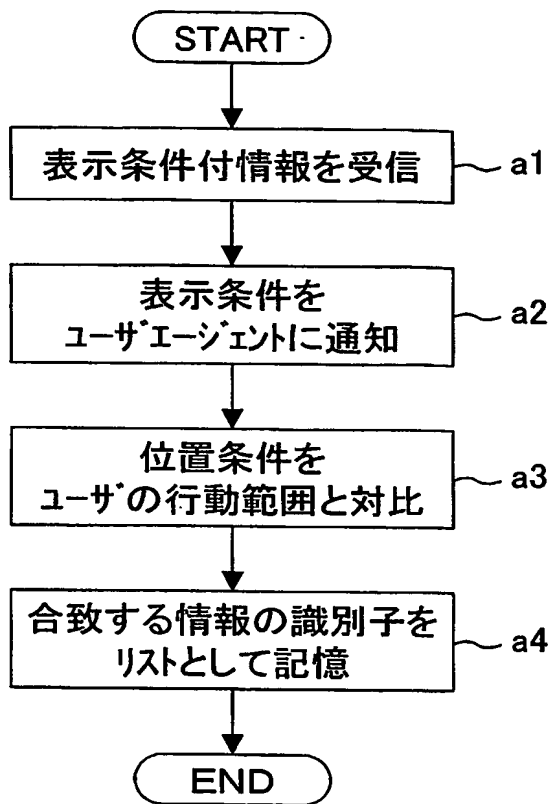 START
表示条件付情報を受信
a1
表示条件を
ユーザエージェントに通知
a2
位置条件を
ユーザの行動範囲と対比
a3
合致する情報の識別子を
リストとして記憶
a4
END